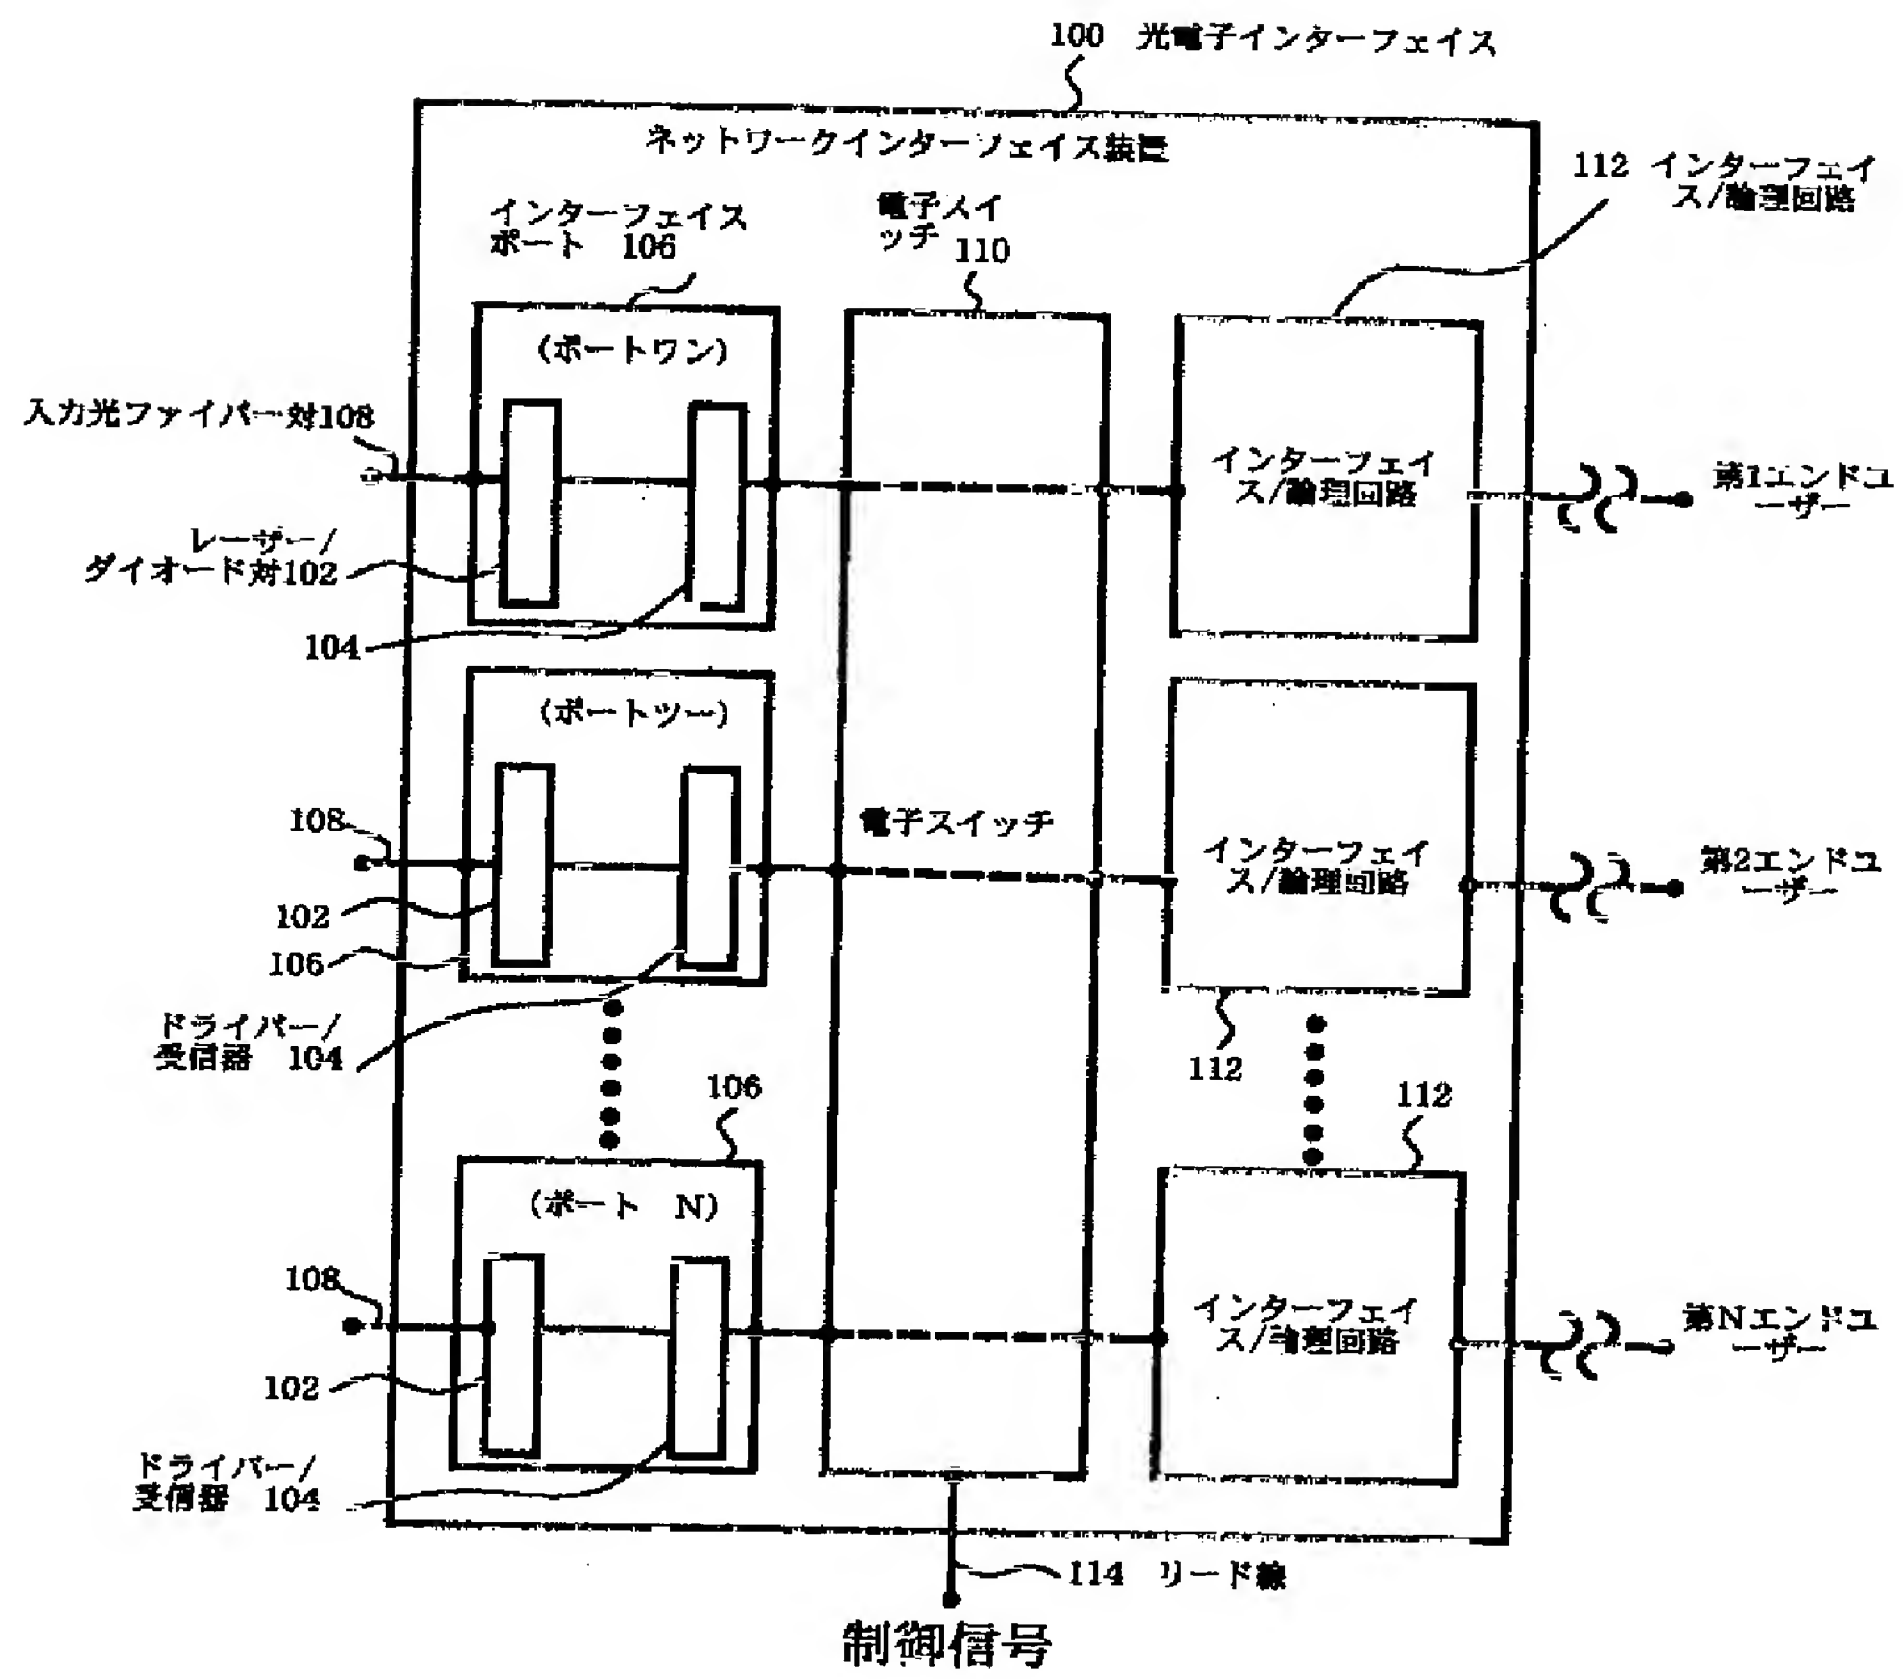 100 光電子インターフェイス
ネットワークインターフェイス装置
112 インターフェイ
ス/論理回路
インターフェイス
ポート 106
電子スイ
ッチ 110
(ポートワン)
入力光ファイバー対108
インターフェイ
ス/論理回路
第1エンドユ
ーザー
レーザー/
ダイオード対102
104
(ポートツー)
108
電子スイッチ
インターフェイ
ス/論理回路
第2エンドユ
ーザー
102
106
ドライバー/
受信器 104
112
106
112
(ポート N)
108
インターフェイ
ス/論理回路
第Nエンドユ
ーザー
102
ドライバー/
受信器 104
114 リード線
制御信号